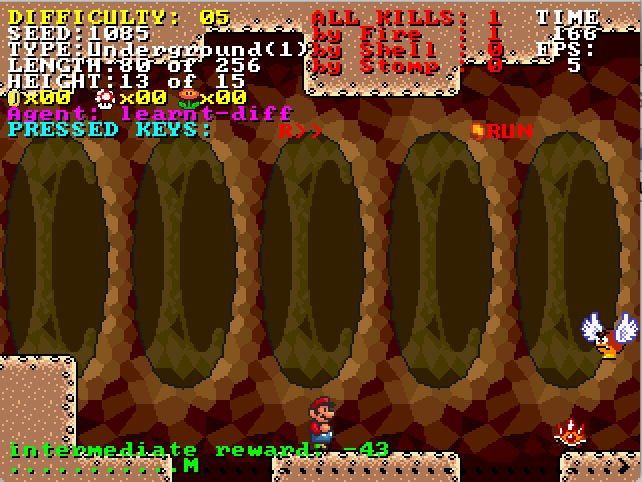 DIFFICULTY: 05
SEED:1085
TYPE:Underground(1)
LENGTH:80 of 256
HEIGHT:13 of 15
x00 x00 x00
Agent: learnt-diff
PRESSED KEYS: R>> RUN
ALL KILLS: 1
by Fire : 1
by Shell : 0
by Stomp : 0
TIME
166
FPS:
5
intermediate reward: -43
...........M >